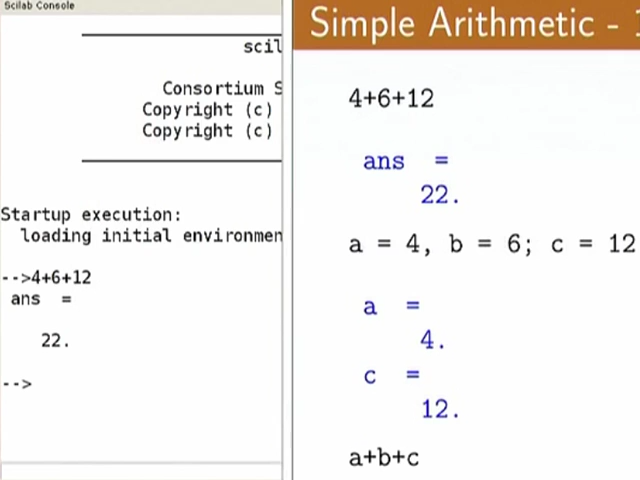 Scilab Console
scil
Consortium S
Copyright (c)
Copyright (c)
Startup execution:
loading initial environmen
-->4+6+12
ans =
22.
-->
Simple Arithmetic - 1
4+6+12
ans =
22.
a = 4, b = 6; c = 12
a =
4.
c =
12.
a+b+c